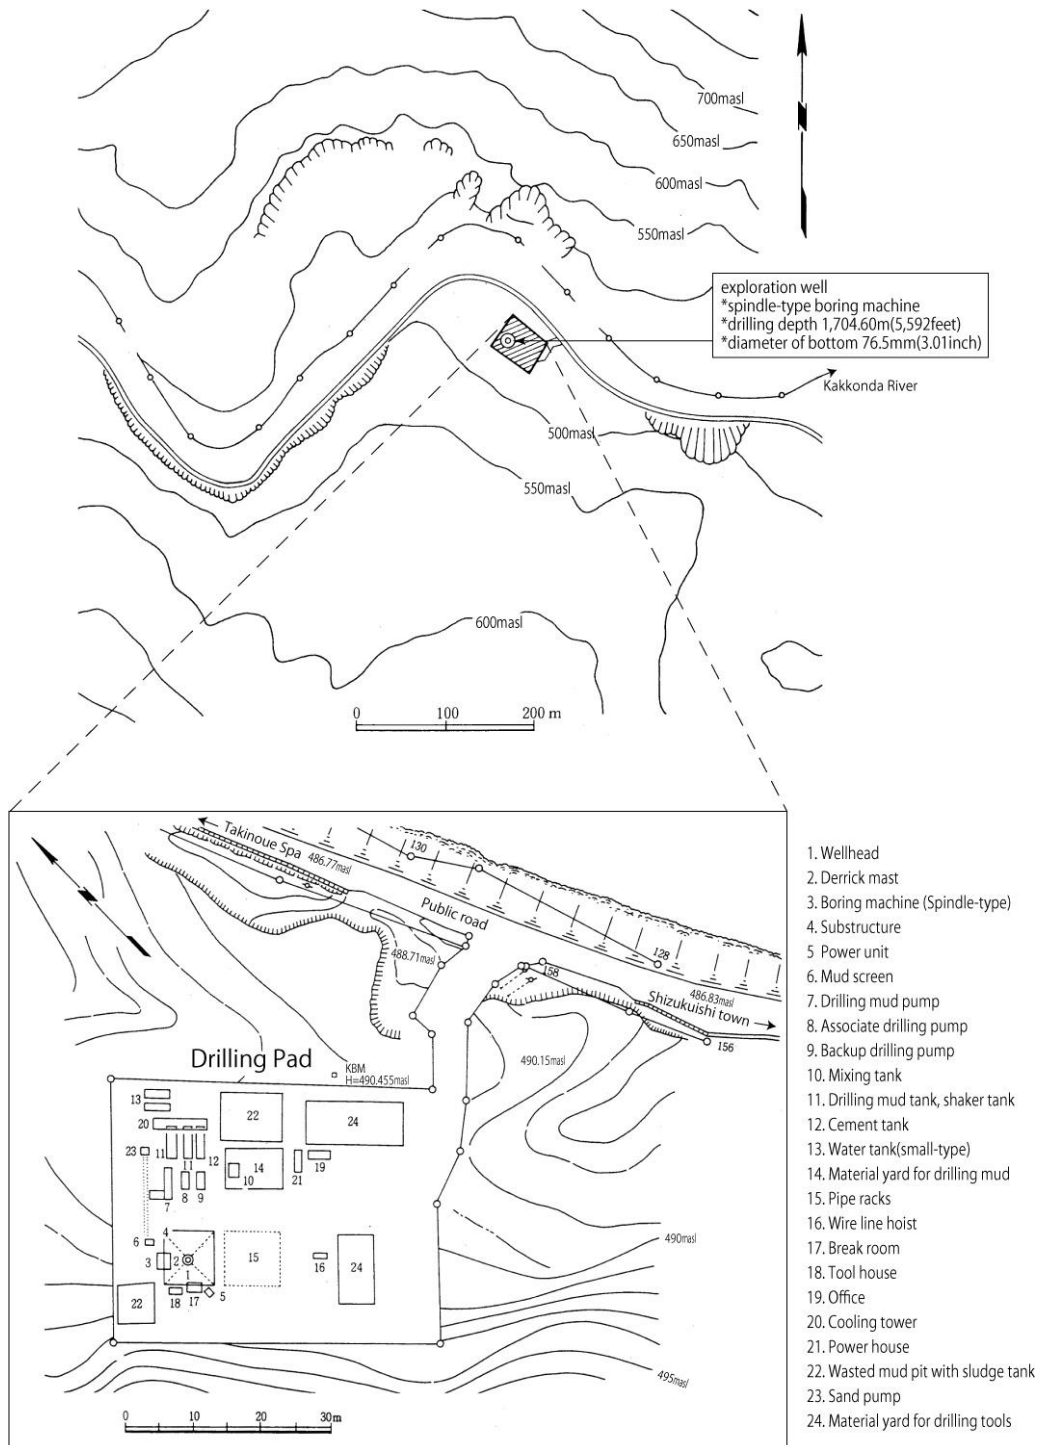 700masl
650masl
600masl
550masl
N
exploration well
*spindle-type boring machine
*drilling depth 1,704.60m(5,592feet)
*diameter of bottom 76.5mm(3.01inch)
Kakkonda River
500masl
550masl
600masl
0 100 200 m
Takinoue Spa
486.77masl
130
Public road
488.71masl
128
158
486.83masl
Shizukuishi town
156
N
Drilling Pad
KBM
H=490.455masl
490.15masl
13
22
24
20
23
11
11
12
14
10
21
19
7
8
9
4
6
3
2
1
15
16
24
22
18
17
5
490masl
495masl
0 10 20 30m
1. Wellhead
2. Derrick mast
3. Boring machine (Spindle-type)
4. Substructure
5 Power unit
6. Mud screen
7. Drilling mud pump
8. Associate drilling pump
9. Backup drilling pump
10. Mixing tank
11. Drilling mud tank, shaker tank
12. Cement tank
13. Water tank(small-type)
14. Material yard for drilling mud
15. Pipe racks
16. Wire line hoist
17. Break room
18. Tool house
19. Office
20. Cooling tower
21. Power house
22. Wasted mud pit with sludge tank
23. Sand pump
24. Material yard for drilling tools